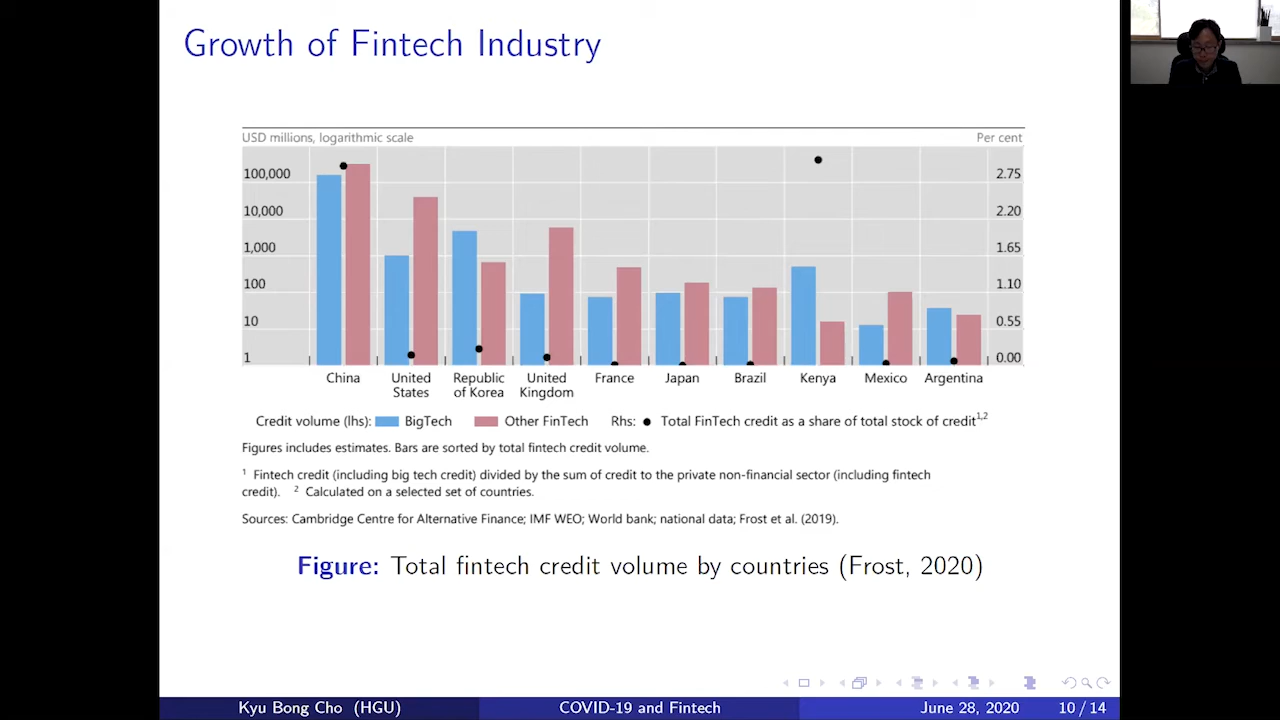 Growth of Fintech Industry
USD millions, logarithmic scale Per cent
100,000 2.75
10,000 2.20
1,000 1.65
100 1.10
10 0.55
1 0.00
China United States Republic of Korea United Kingdom France Japan Brazil Kenya Mexico Argentina
Credit volume (lhs): BigTech Other FinTech Rhs: Total FinTech credit as a share of total stock of credit1,2
Figures includes estimates. Bars are sorted by total fintech credit volume.
1 Fintech credit (including big tech credit) divided by the sum of credit to the private non-financial sector (including fintech
credit). 2 Calculated on a selected set of countries.
Sources: Cambridge Centre for Alternative Finance; IMF WEO; World bank; national data; Frost et al. (2019).
Figure: Total fintech credit volume by countries (Frost, 2020)
Kyu Bong Cho (HGU) COVID-19 and Fintech June 28, 2020 10 / 14